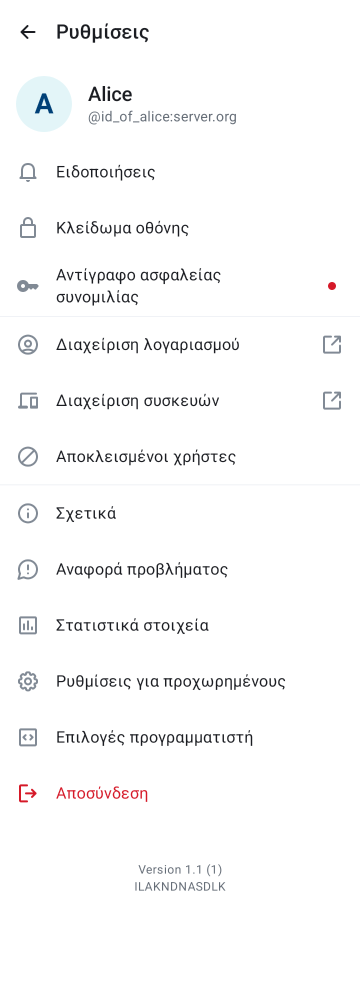 Ρυθμίσεις
A
Alice
@id_of_alice:server.org
Ειδοποιήσεις
Κλείδωμα οθόνης
Αντίγραφο ασφαλείας
συνομιλίας
Διαχείριση λογαριασμού
Διαχείριση συσκευών
Αποκλεισμένοι χρήστες
Σχετικά
Αναφορά προβλήματος
Στατιστικά στοιχεία
Ρυθμίσεις για προχωρημένους
Επιλογές προγραμματιστή
Αποσύνδεση
Version 1.1 (1)
ILAKNDNASDLK